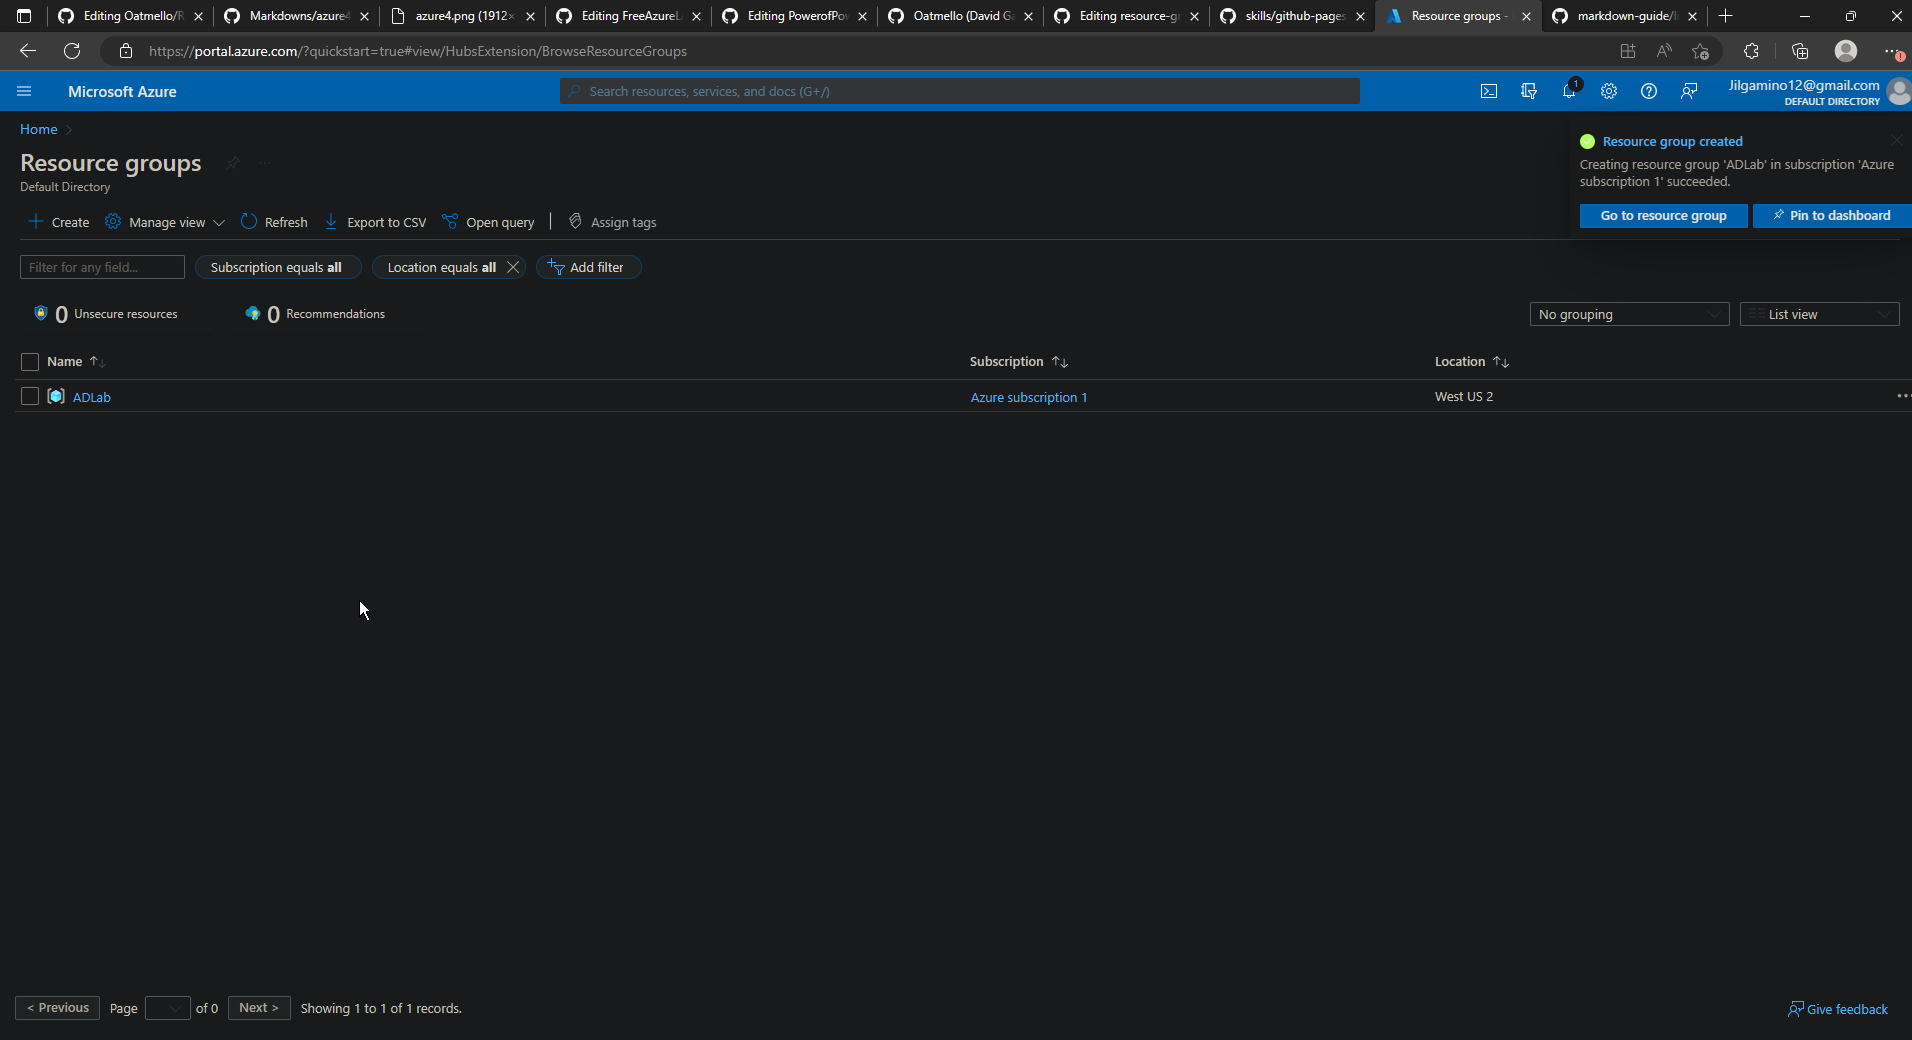 Editing Oatmello/R
Markdowns/azure4
azure4.png (1912×
Editing FreeAzureL
Editing PowerofPow
Oatmello (David Ga
Editing resource-gr
skills/github-pages
Resource groups -
markdown-guide/l
https://portal.azure.com/?quickstart=true#view/HubsExtension/BrowseResourceGroups
Microsoft Azure
Search resources, services, and docs (G+/)
1
Jilgamino12@gmail.com
DEFAULT DIRECTORY
Home >
Resource groups
Default Directory
Resource group created
Creating resource group 'ADLab' in subscription 'Azure
subscription 1' succeeded.
Go to resource group
Pin to dashboard
Create
Manage view
Refresh
Export to CSV
Open query
Assign tags
Filter for any field...
Subscription equals all
Location equals all
Add filter
0 Unsecure resources
0 Recommendations
No grouping
List view
Name
Subscription
Location
ADLab
Azure subscription 1
West US 2
< Previous
Page
of 0
Next >
Showing 1 to 1 of 1 records.
Give feedback